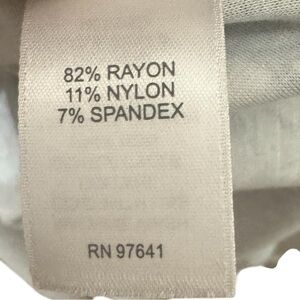 82% RAYON
11% NYLON
7% SPANDEX
RN 97641